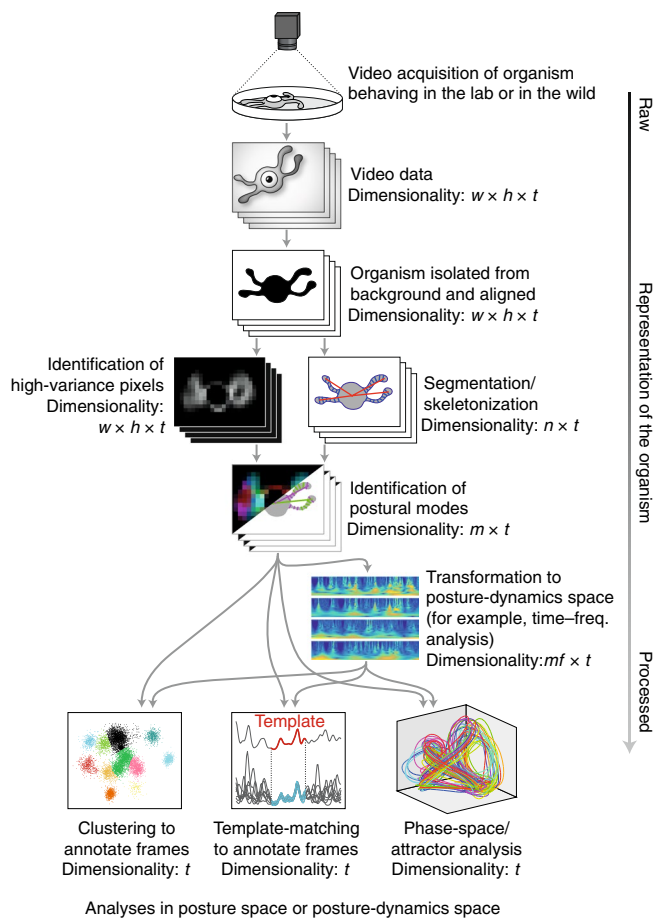 Video acquisition of organism
behaving in the lab or in the wild
Raw
Video data
Dimensionality: w × h × t
Organism isolated from
background and aligned
Dimensionality: w × h × t
Representation of the organism
Identification of
high-variance pixels
Dimensionality:
w × h × t
Segmentation/
skeletonization
Dimensionality: n × t
Identification of
postural modes
Dimensionality: m × t
Transformation to
posture-dynamics space
(for example, time–freq.
analysis)
Dimensionality:mf × t
Processed
Template
Clustering to
annotate frames
Dimensionality: t
Template-matching
to annotate frames
Dimensionality: t
Phase-space/
attractor analysis
Dimensionality: t
Analyses in posture space or posture-dynamics space